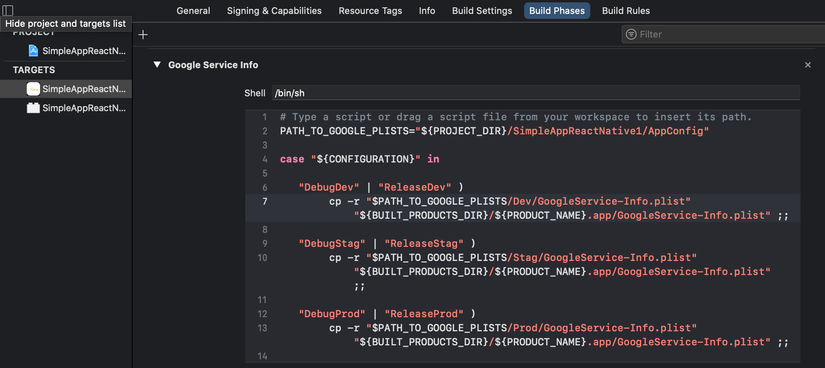 General Signing & Capabilities Resource Tags Info Build Settings Build Phases Build Rules
Hide project and targets list
PROJECT
Filter
SimpleAppReactN...
TARGETS
SimpleAppReactN...
SimpleAppReactN...
Google Service Info
Shell /bin/sh
1 # Type a script or drag a script file from your workspace to insert its path.
2 PATH_TO_GOOGLE_PLISTS="${PROJECT_DIR}/SimpleAppReactNative1/AppConfig"
3
4 case "${CONFIGURATION}" in
5
6 "DebugDev" | "ReleaseDev" )
7 cp -r "$PATH_TO_GOOGLE_PLISTS/Dev/GoogleService-Info.plist"
"${BUILT_PRODUCTS_DIR}/${PRODUCT_NAME}.app/GoogleService-Info.plist" ;;
8
9 "DebugStag" | "ReleaseStag" )
10 cp -r "$PATH_TO_GOOGLE_PLISTS/Stag/GoogleService-Info.plist"
"${BUILT_PRODUCTS_DIR}/${PRODUCT_NAME}.app/GoogleService-Info.plist"
;;
11
12 "DebugProd" | "ReleaseProd" )
13 cp -r "$PATH_TO_GOOGLE_PLISTS/Prod/GoogleService-Info.plist"
"${BUILT_PRODUCTS_DIR}/${PRODUCT_NAME}.app/GoogleService-Info.plist" ;;
14